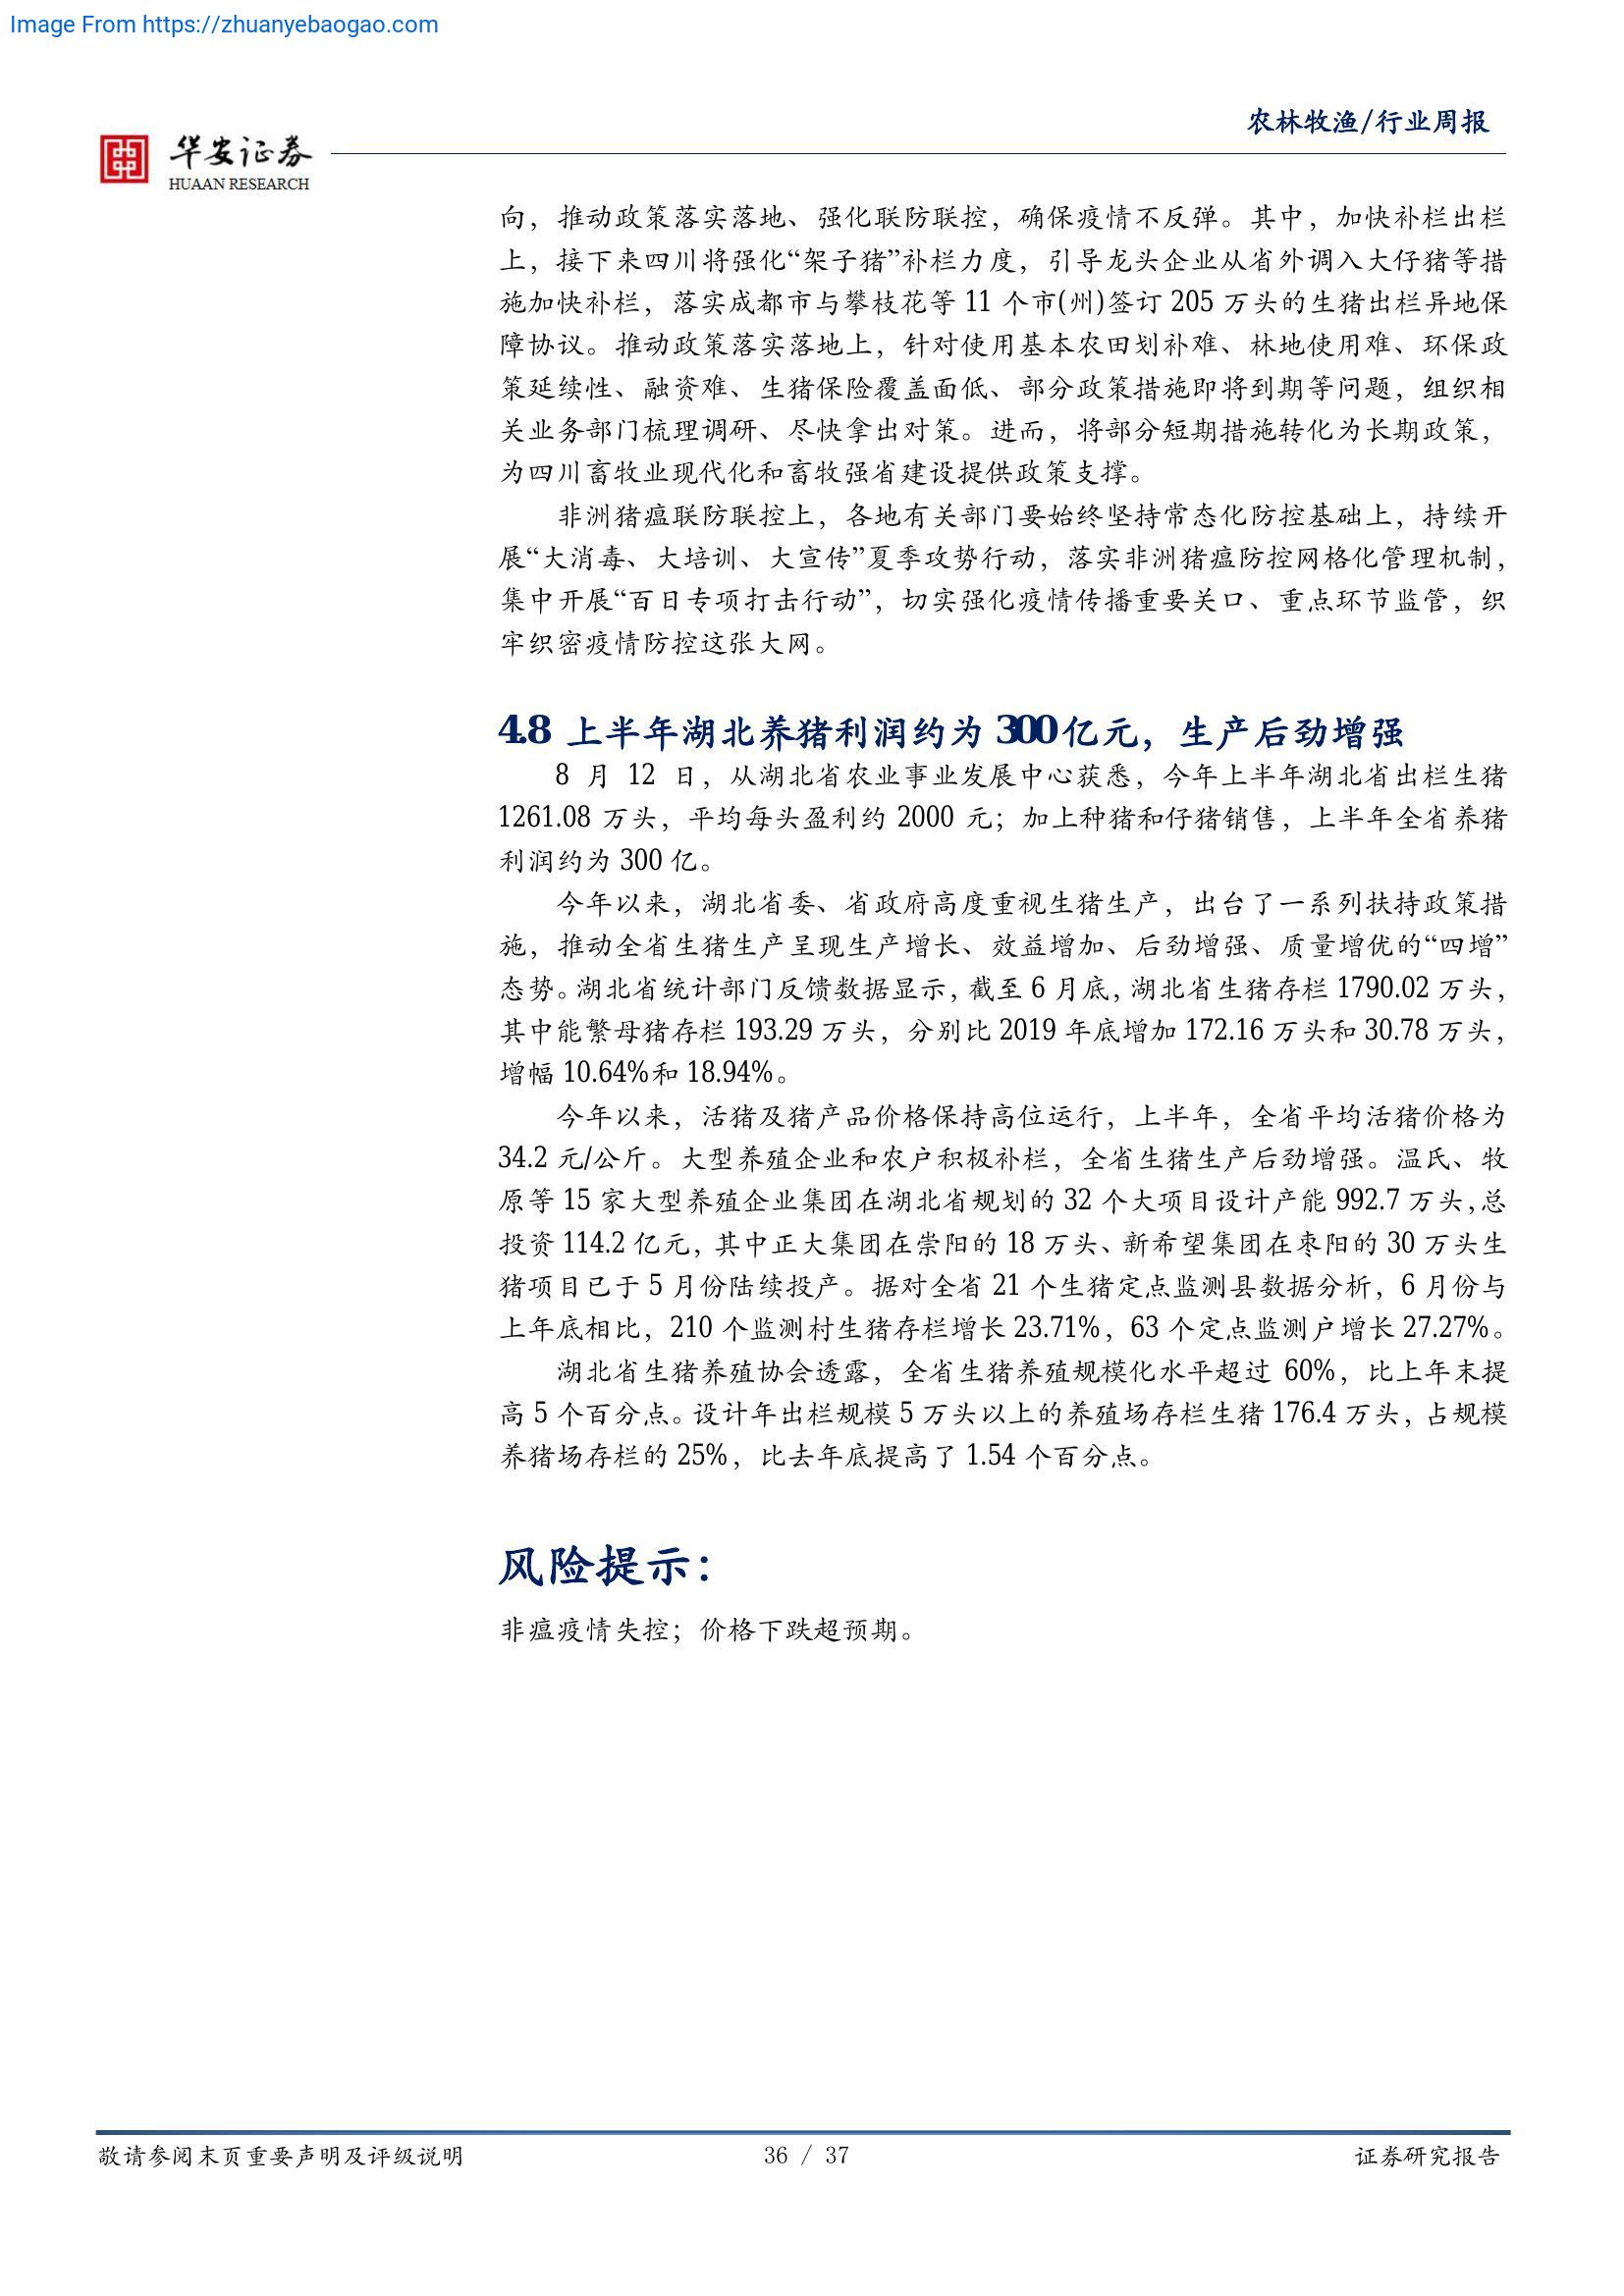 Image From https://zhuanyebaogao.com
农林牧渔/行业周报
华安证券
HUAAN RESEARCH
向，推动政策落实落地、强化联防联控，确保疫情不反弹。其中，加快补栏出栏
上，接下来四川将强化“架子猪”补栏力度，引导龙头企业从省外调入大仔猪等措
施加快补栏，落实成都市与攀枝花等 11 个市(州)签订 205 万头的生猪出栏异地保
障协议。推动政策落实落地上，针对使用基本农田划补难、林地使用难、环保政
策延续性、融资难、生猪保险覆盖面低、部分政策措施即将到期等问题，组织相
关业务部门梳理调研、尽快拿出对策。进而，将部分短期措施转化为长期政策，
为四川畜牧业现代化和畜牧强省建设提供政策支撑。
非洲猪瘟联防联控上，各地有关部门要始终坚持常态化防控基础上，持续开
展“大消毒、大培训、大宣传”夏季攻势行动，落实非洲猪瘟防控网格化管理机制，
集中开展“百日专项打击行动”，切实强化疫情传播重要关口、重点环节监管，织
牢织密疫情防控这张大网。
4.8 上半年湖北养猪利润约为 300 亿元，生产后劲增强
8 月 12 日，从湖北省农业事业发展中心获悉，今年上半年湖北省出栏生猪
1261.08 万头，平均每头盈利约 2000 元；加上种猪和仔猪销售，上半年全省养猪
利润约为 300 亿。
今年以来，湖北省委、省政府高度重视生猪生产，出台了一系列扶持政策措
施，推动全省生猪生产呈现生产增长、效益增加、后劲增强、质量增优的“四增”
态势。湖北省统计部门反馈数据显示，截至 6 月底，湖北省生猪存栏 1790.02 万头，
其中能繁母猪存栏 193.29 万头，分别比 2019 年底增加 172.16 万头和 30.78 万头，
增幅 10.64%和 18.94%。
今年以来，活猪及猪产品价格保持高位运行，上半年，全省平均活猪价格为
34.2 元/公斤。大型养殖企业和农户积极补栏，全省生猪生产后劲增强。温氏、牧
原等 15 家大型养殖企业集团在湖北省规划的 32 个大项目设计产能 992.7 万头，总
投资 114.2 亿元，其中正大集团在崇阳的 18 万头、新希望集团在枣阳的 30 万头生
猪项目已于 5 月份陆续投产。据对全省 21 个生猪定点监测县数据分析，6 月份与
上年底相比，210 个监测村生猪存栏增长 23.71%，63 个定点监测户增长 27.27%。
湖北省生猪养殖协会透露，全省生猪养殖规模化水平超过 60%，比上年末提
高 5 个百分点。设计年出栏规模 5 万头以上的养殖场存栏生猪 176.4 万头，占规模
养猪场存栏的 25%，比去年底提高了 1.54 个百分点。
风险提示：
非瘟疫情失控；价格下跌超预期。
敬请参阅末页重要声明及评级说明
36 / 37
证券研究报告